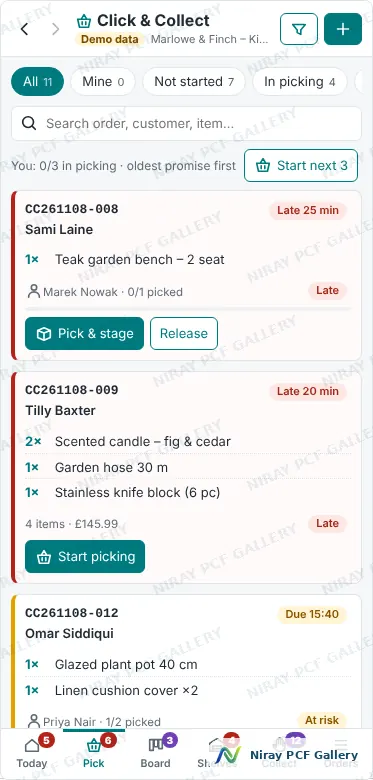 Click & Collect
Demo data Marlowe & Finch – Ki...
All 11 Mine 0 Not started 7 In picking 4
Search order, customer, item...
You: 0/3 in picking · oldest promise first Start next 3
CC261108-008 Late 25 min
Sami Laine
1× Teak garden bench – 2 seat
Marek Nowak · 0/1 picked Late
Pick & stage Release
CC261108-009 Late 20 min
Tilly Baxter
2× Scented candle – fig & cedar
1× Garden hose 30 m
1× Stainless knife block (6 pc)
4 items · £145.99 Late
Start picking
CC261108-012 Due 15:40
Omar Siddiqui
1× Glazed plant pot 40 cm
1× Linen cushion cover ×2
Priya Nair · 1/2 picked At risk
5 6 3
Today Pick Board Collect Orders
Niray PCF Gallery
NIRAY PCF GALLERY